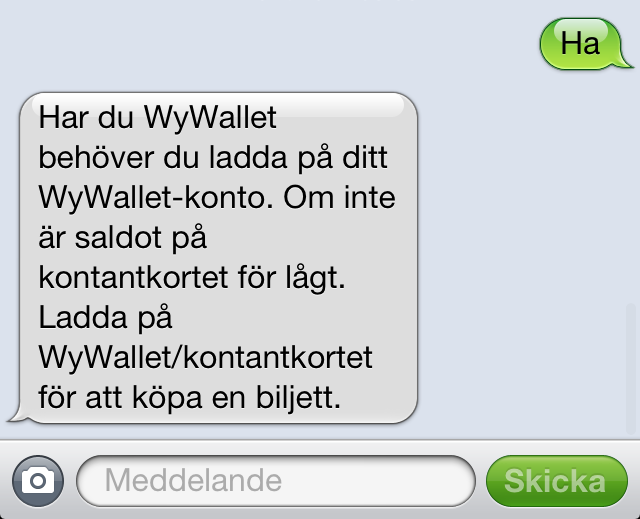 Ha
Har du WyWallet
behöver du ladda på ditt
WyWallet-konto. Om inte
är saldot på
kontantkortet för lågt.
Ladda på
WyWallet/kontantkortet
för att köpa en biljett.
Meddelande
Skicka